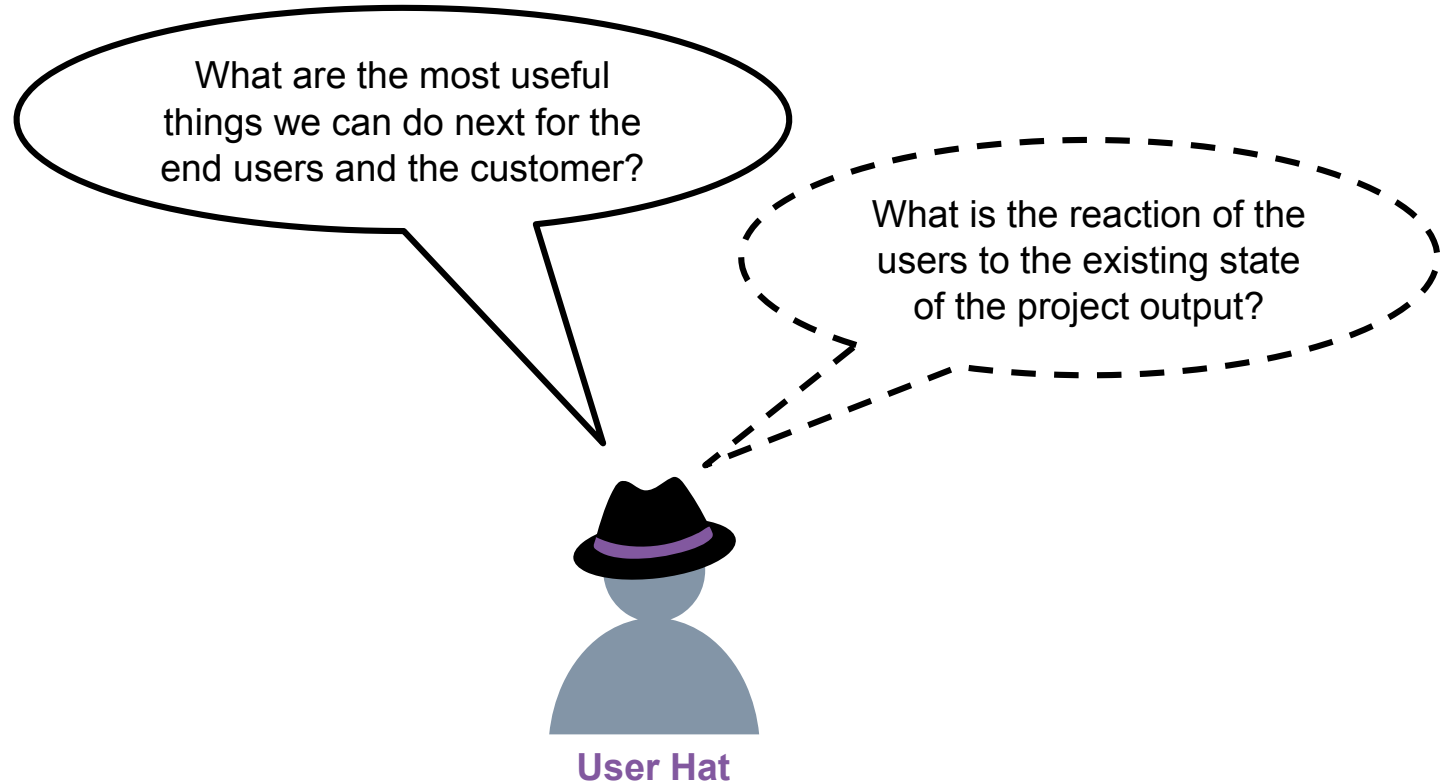 What are the most useful
things we can do next for the
end users and the customer?
What is the reaction of the
users to the existing state
of the project output?
User Hat